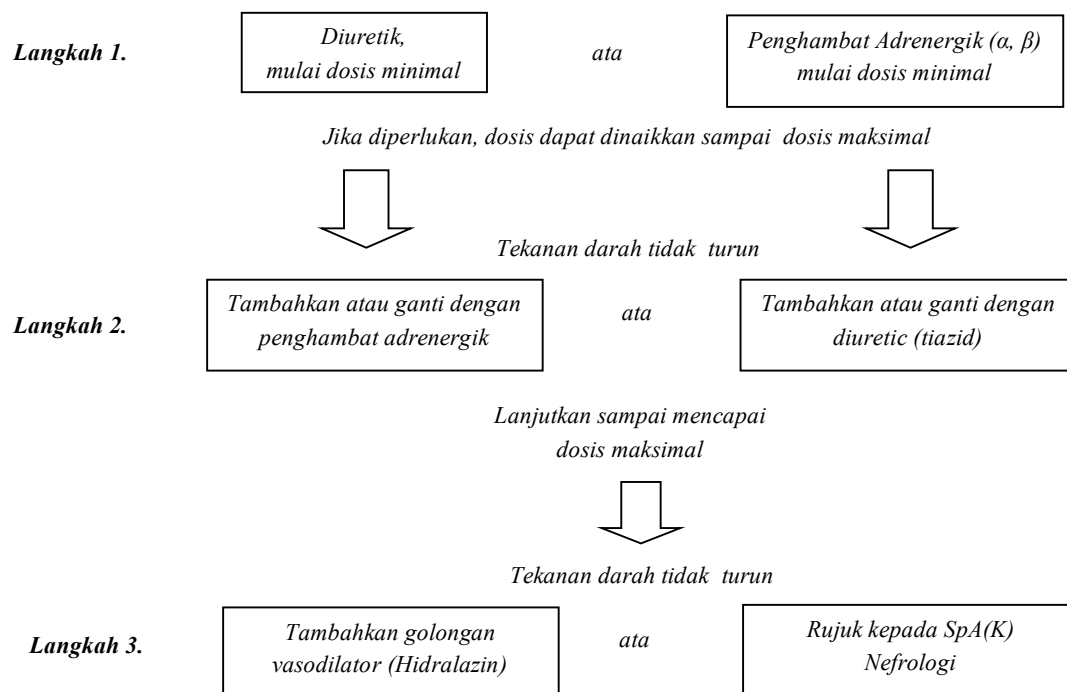 Langkah 1.
Diuretik,
mulai dosis minimal
ata
Penghambat Adrenergik (α, β)
mulai dosis minimal
Jika diperlukan, dosis dapat dinaikkan sampai dosis maksimal
Tekanan darah tidak turun
Langkah 2.
Tambahkan atau ganti dengan
penghambat adrenergik
ata
Tambahkan atau ganti dengan
diuretic (tiazid)
Lanjutkan sampai mencapai
dosis maksimal
Tekanan darah tidak turun
Langkah 3.
Tambahkan golongan
vasodilator (Hidralazin)
ata
Rujuk kepada SpA(K)
Nefrologi